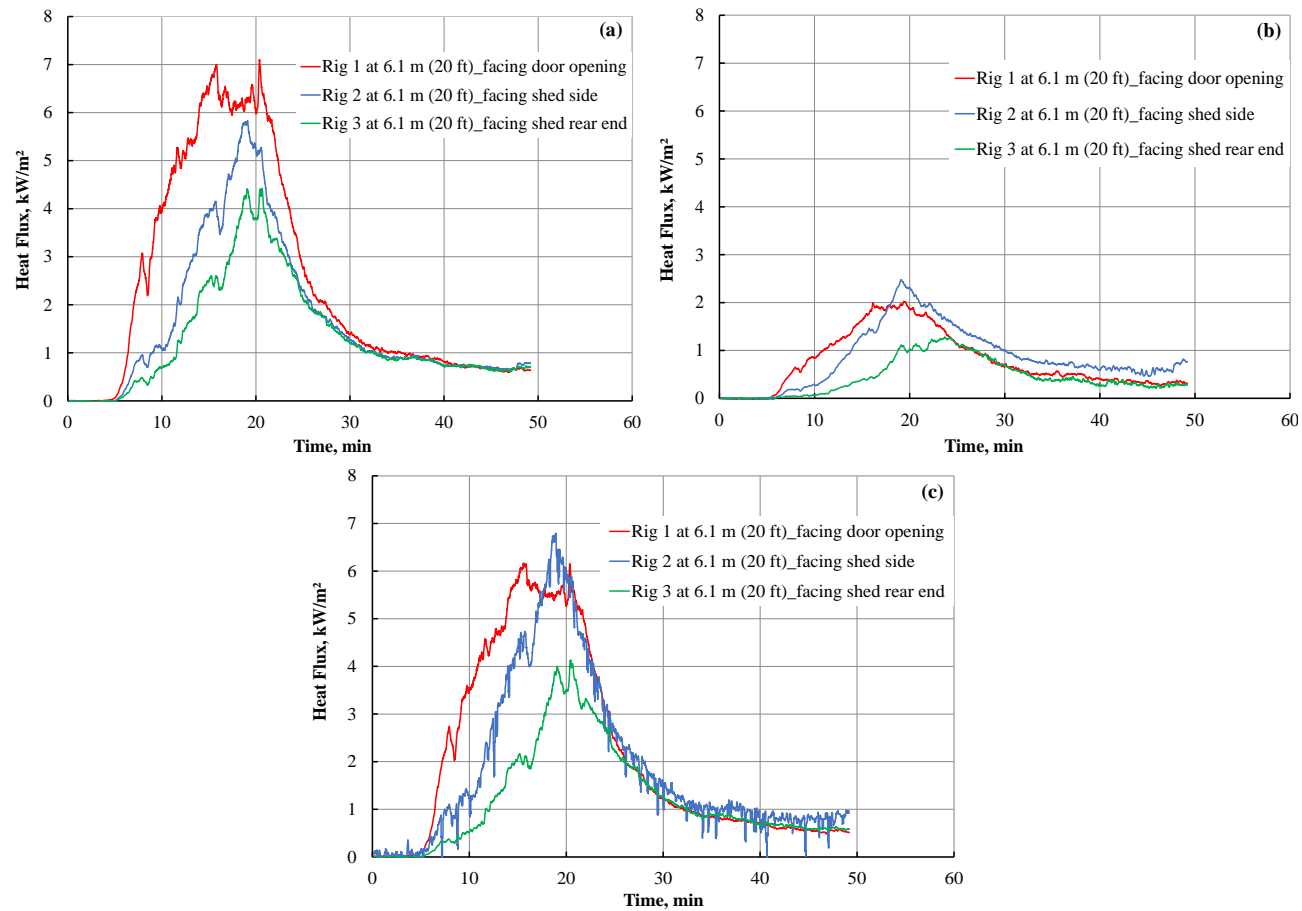 (a)
Heat Flux, kW/m²
8
7
6
5
4
3
2
1
0
Rig 1 at 6.1 m (20 ft)_facing door opening
Rig 2 at 6.1 m (20 ft)_facing shed side
Rig 3 at 6.1 m (20 ft)_facing shed rear end
0 10 20 30 40 50 60
Time, min
(b)
Heat Flux, kW/m²
8
7
6
5
4
3
2
1
0
Rig 1 at 6.1 m (20 ft)_facing door opening
Rig 2 at 6.1 m (20 ft)_facing shed side
Rig 3 at 6.1 m (20 ft)_facing shed rear end
0 10 20 30 40 50 60
Time, min
(c)
Heat Flux, kW/m²
8
7
6
5
4
3
2
1
0
Rig 1 at 6.1 m (20 ft)_facing door opening
Rig 2 at 6.1 m (20 ft)_facing shed side
Rig 3 at 6.1 m (20 ft)_facing shed rear end
0 10 20 30 40 50 60
Time, min